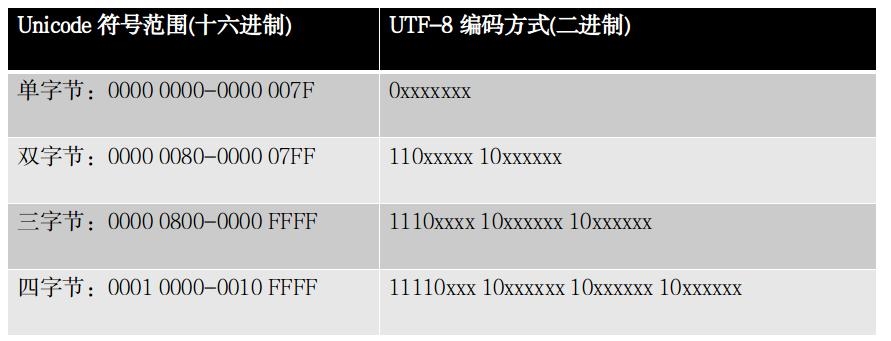 Unicode 符号范围(十六进制) UTF-8 编码方式(二进制)
单字节：0000 0000-0000 007F 0xxxxxxx
双字节：0000 0080-0000 07FF 110xxxxx 10xxxxxx
三字节：0000 0800-0000 FFFF 1110xxxx 10xxxxxx 10xxxxxx
四字节：0001 0000-0010 FFFF 11110xxx 10xxxxxx 10xxxxxx 10xxxxxx